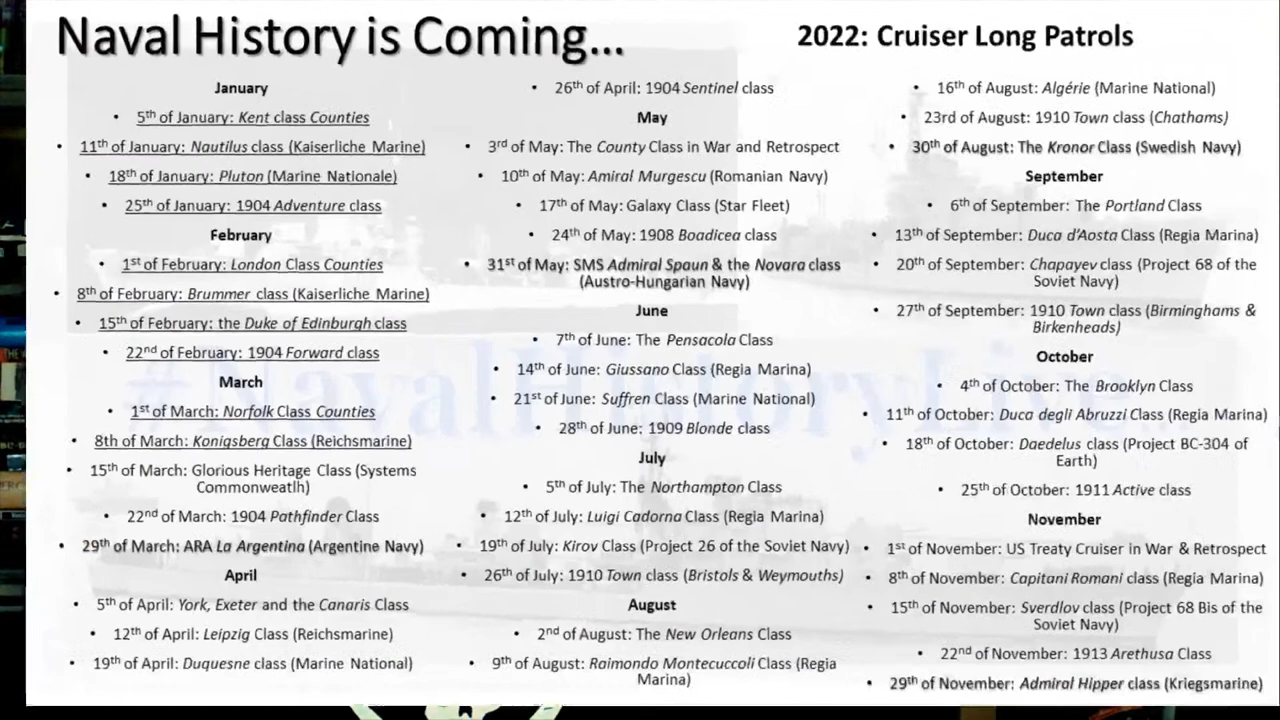 Naval History is Coming...
2022: Cruiser Long Patrols
January
• 5th of January: Kent class Counties
• 11th of January: Nautilus class (Kaiserliche Marine)
• 18th of January: Pluton (Marine Nationale)
• 25th of January: 1904 Adventure class
February
• 1st of February: London Class Counties
• 8th of February: Brummer class (Kaiserliche Marine)
• 15th of February: the Duke of Edinburgh class
• 22nd of February: 1904 Forward class
March
• 1st of March: Norfolk Class Counties
• 8th of March: Konigsberg Class (Reichsmarine)
• 15th of March: Glorious Heritage Class (Systems
Commonweatlh)
• 22nd of March: 1904 Pathfinder Class
• 29th of March: ARA La Argentina (Argentine Navy)
April
• 5th of April: York, Exeter and the Canaris Class
• 12th of April: Leipzig Class (Reichsmarine)
• 19th of April: Duquesne class (Marine National)
• 26th of April: 1904 Sentinel class
May
• 3rd of May: The County Class in War and Retrospect
• 10th of May: Amiral Murgescu (Romanian Navy)
• 17th of May: Galaxy Class (Star Fleet)
• 24th of May: 1908 Boadicea class
• 31st of May: SMS Admiral Spaun & the Novara class
(Austro-Hungarian Navy)
June
• 7th of June: The Pensacola Class
• 14th of June: Giussano Class (Regia Marina)
• 21st of June: Suffren Class (Marine National)
• 28th of June: 1909 Blonde class
July
• 5th of July: The Northampton Class
• 12th of July: Luigi Cadorna Class (Regia Marina)
• 19th of July: Kirov Class (Project 26 of the Soviet Navy)
• 26th of July: 1910 Town class (Bristols & Weymouths)
August
• 2nd of August: The New Orleans Class
• 9th of August: Raimondo Montecuccoli Class (Regia
Marina)
• 16th of August: Algérie (Marine National)
• 23rd of August: 1910 Town class (Chathams)
• 30th of August: The Kronor Class (Swedish Navy)
September
• 6th of September: The Portland Class
• 13th of September: Duca d'Aosta Class (Regia Marina)
• 20th of September: Chapayev class (Project 68 of the
Soviet Navy)
• 27th of September: 1910 Town class (Birminghams &
Birkenheads)
October
• 4th of October: The Brooklyn Class
• 11th of October: Duca degli Abruzzi Class (Regia Marina)
• 18th of October: Daedelus class (Project BC-304 of
Earth)
• 25th of October: 1911 Active class
November
• 1st of November: US Treaty Cruiser in War & Retrospect
• 8th of November: Capitani Romani class (Regia Marina)
• 15th of November: Sverdlov class (Project 68 Bis of the
Soviet Navy)
• 22nd of November: 1913 Arethusa Class
• 29th of November: Admiral Hipper class (Kriegsmarine)
#NavalHistoryLive...